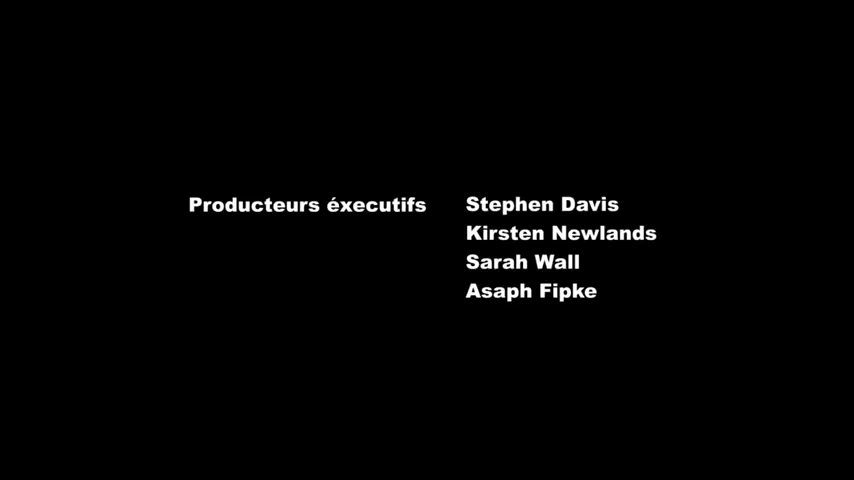 Producteurs éxecutifs Stephen Davis
Kirsten Newlands
Sarah Wall
Asaph Fipke